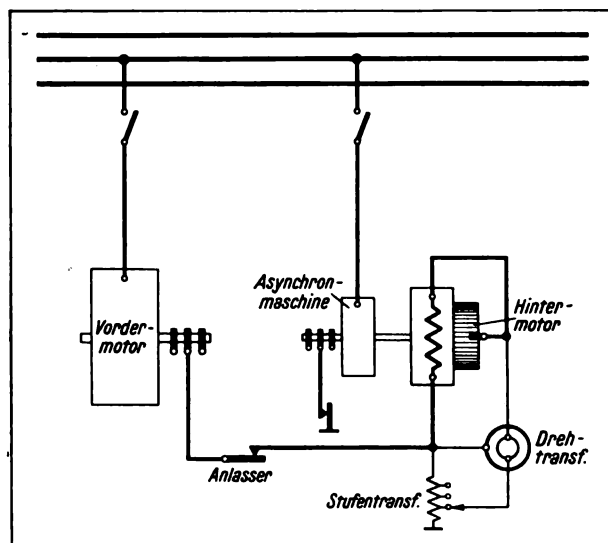 Asynchron-
maschine
Hinter-
motor
Vorder-
motor
Anlasser
Dreh-
transf.
Stufentransf.